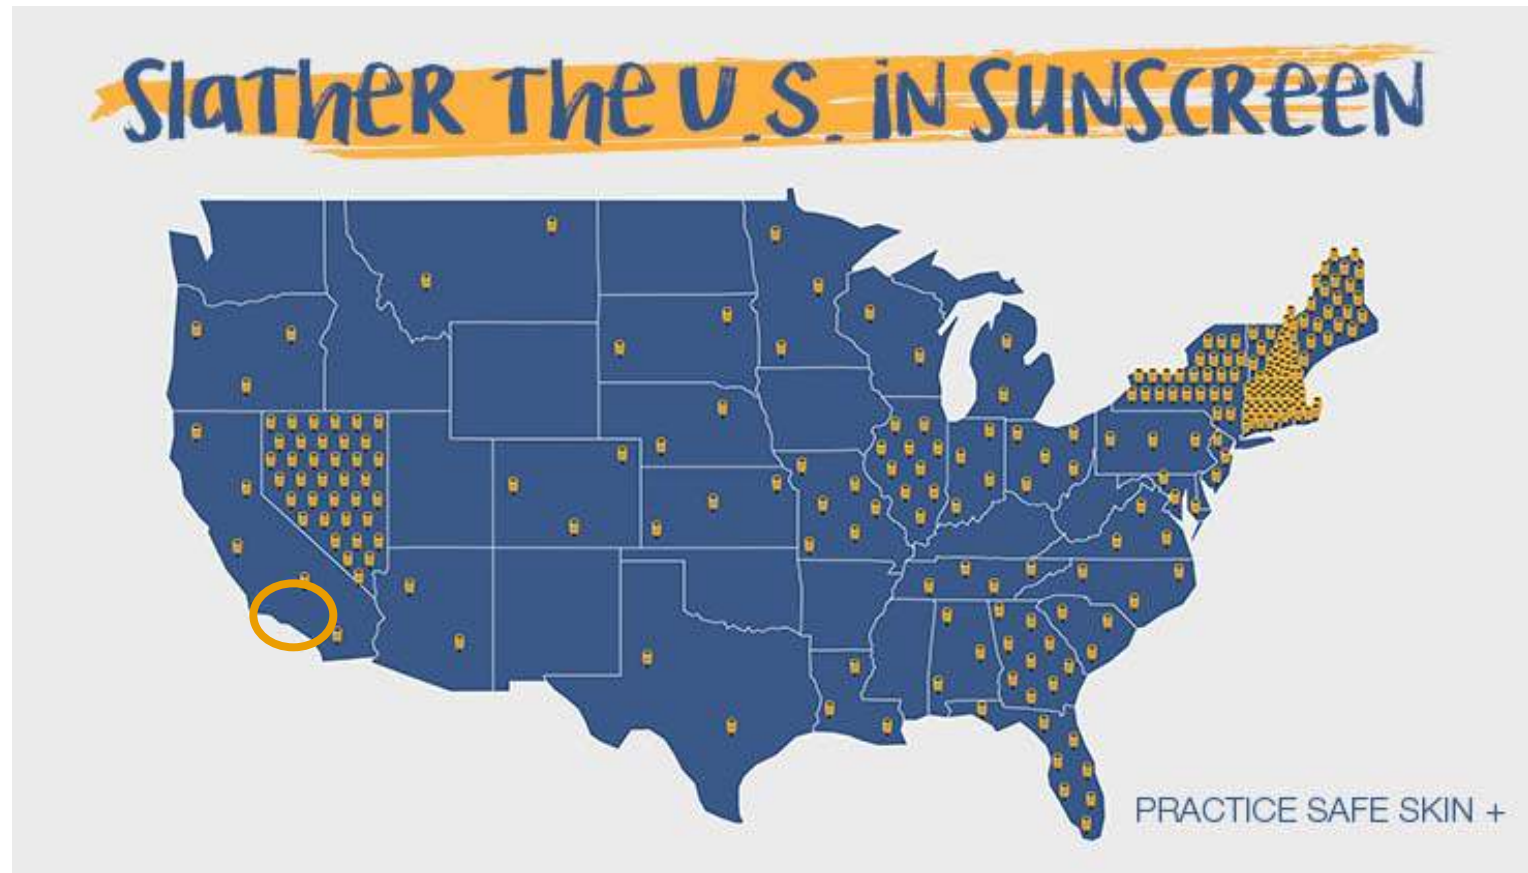 SlaTheR The U.S. iN SUNSCReeN
PRACTICE SAFE SKIN +